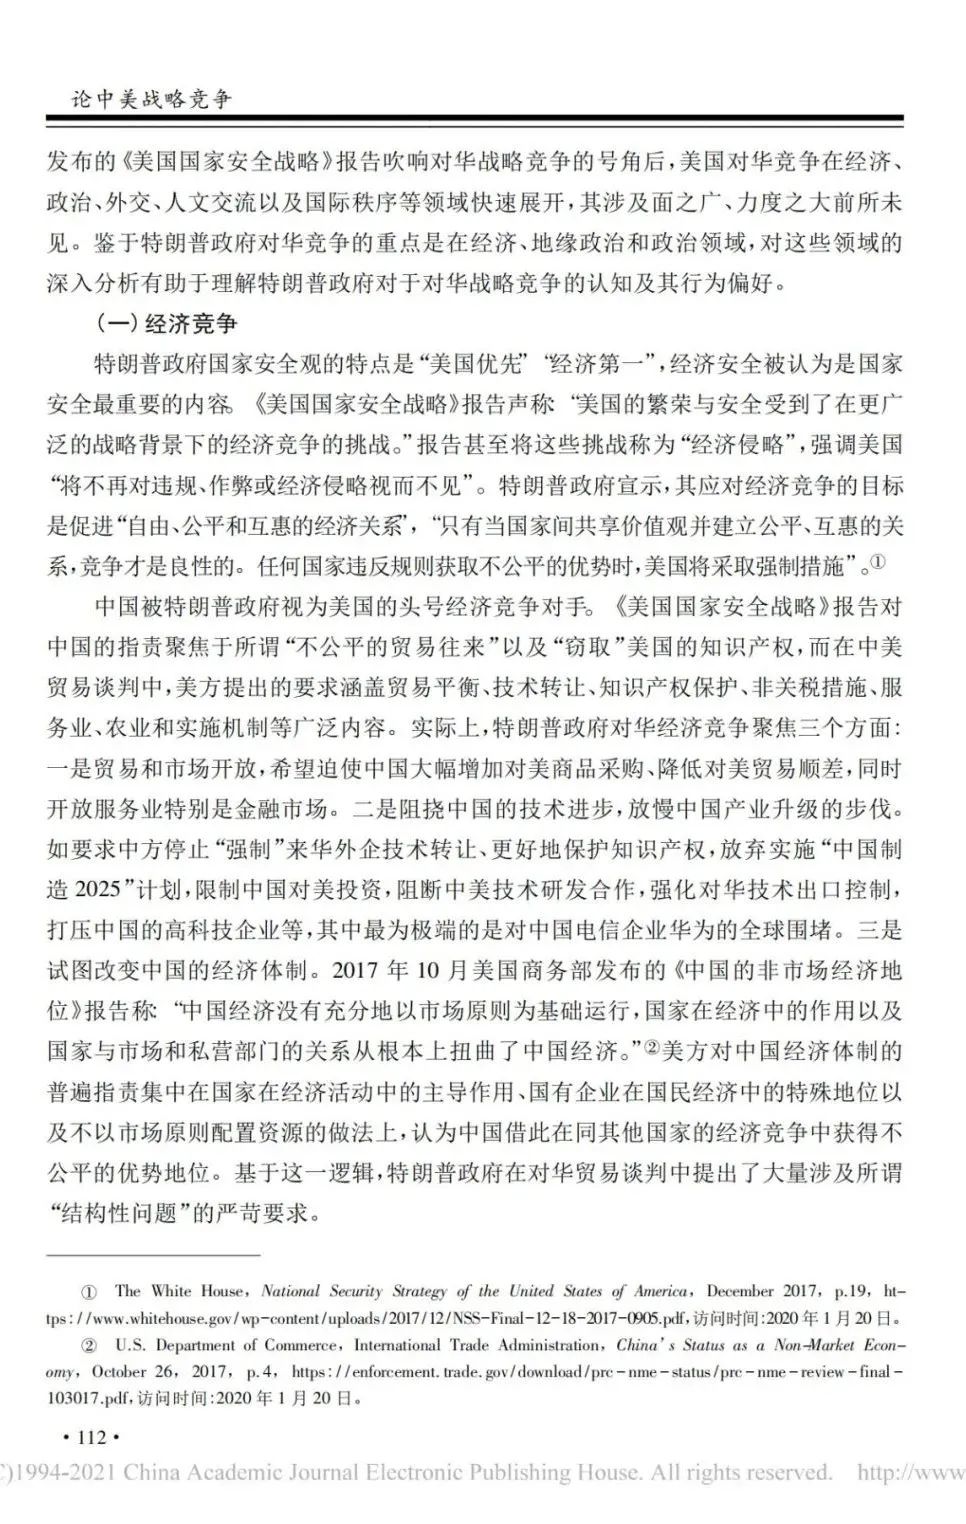 论中美战略竞争
发布的《美国国家安全战略》报告吹响对华战略竞争的号角后,美国对华竞争在经济、
政治、外交、人文交流以及国际秩序等领域快速展开,其涉及面之广、力度之大前所未
见。鉴于特朗普政府对华竞争的重点是在经济、地缘政治和政治领域,对这些领域的
深入分析有助于理解特朗普政府对于对华战略竞争的认知及其行为偏好。
(一)经济竞争
特朗普政府国家安全观的特点是“美国优先”“经济第一”,经济安全被认为是国家
安全最重要的内容。《美国国家安全战略》报告声称:“美国的繁荣与安全受到了在更广
泛的战略背景下的经济竞争的挑战。”报告甚至将这些挑战称为“经济侵略”,强调美国
“将不再对违规、作弊或经济侵略视而不见”。特朗普政府宣示,其应对经济竞争的目标
是促进“自由、公平和互惠的经济关系”,“只有当国家间共享价值观并建立公平、互惠的关
系,竞争才是良性的。任何国家违反规则获取不公平的优势时,美国将采取强制措施”。①
中国被特朗普政府视为美国的头号经济竞争对手。《美国国家安全战略》报告对
中国的指责聚焦于所谓“不公平的贸易往来”以及“窃取”美国的知识产权,而在中美
贸易谈判中,美方提出的要求涵盖贸易平衡、技术转让、知识产权保护、非关税措施、服
务业、农业和实施机制等广泛内容。实际上,特朗普政府对华经济竞争聚焦三个方面:
一是贸易和市场开放,希望迫使中国大幅增加对美商品采购、降低对美贸易顺差,同时
开放服务业特别是金融市场。二是阻挠中国的技术进步,放慢中国产业升级的步伐。
如要求中方停止“强制”来华外企技术转让、更好地保护知识产权,放弃实施“中国制
造2025”计划,限制中国对美投资,阻断中美技术研发合作,强化对华技术出口控制,
打压中国的高科技企业等,其中最为极端的是对中国电信企业华为的全球围堵。三是
试图改变中国的经济体制。2017年10月美国商务部发布的《中国的非市场经济地
位》报告称:“中国经济没有充分地以市场原则为基础运行,国家在经济中的作用以及
国家与市场和私营部门的关系从根本上扭曲了中国经济。”②美方对中国经济体制的
普遍指责集中在国家在经济活动中的主导作用、国有企业在国民经济中的特殊地位以
及不以市场原则配置资源的做法上,认为中国借此在同其他国家的经济竞争中获得不
公平的优势地位。基于这一逻辑,特朗普政府在对华贸易谈判中提出了大量涉及所谓
“结构性问题”的严苛要求。
① The White House, National Security Strategy of the United States of America, December 2017, p.19, ht-
tps://www.whitehouse.gov/wp-content/uploads/2017/12/NSS-Final-12-18-2017-0905.pdf,访问时间:2020年1月20日。
② U.S. Department of Commerce, International Trade Administration, China's Status as a Non-Market Econ-
omy, October 26, 2017, p.4, https://enforcement.trade.gov/download/prc-nme-status/prc-nme-review-final-
103017.pdf,访问时间:2020年1月20日。
·112·
C)1994-2021 China Academic Journal Electronic Publishing House. All rights reserved. http://www